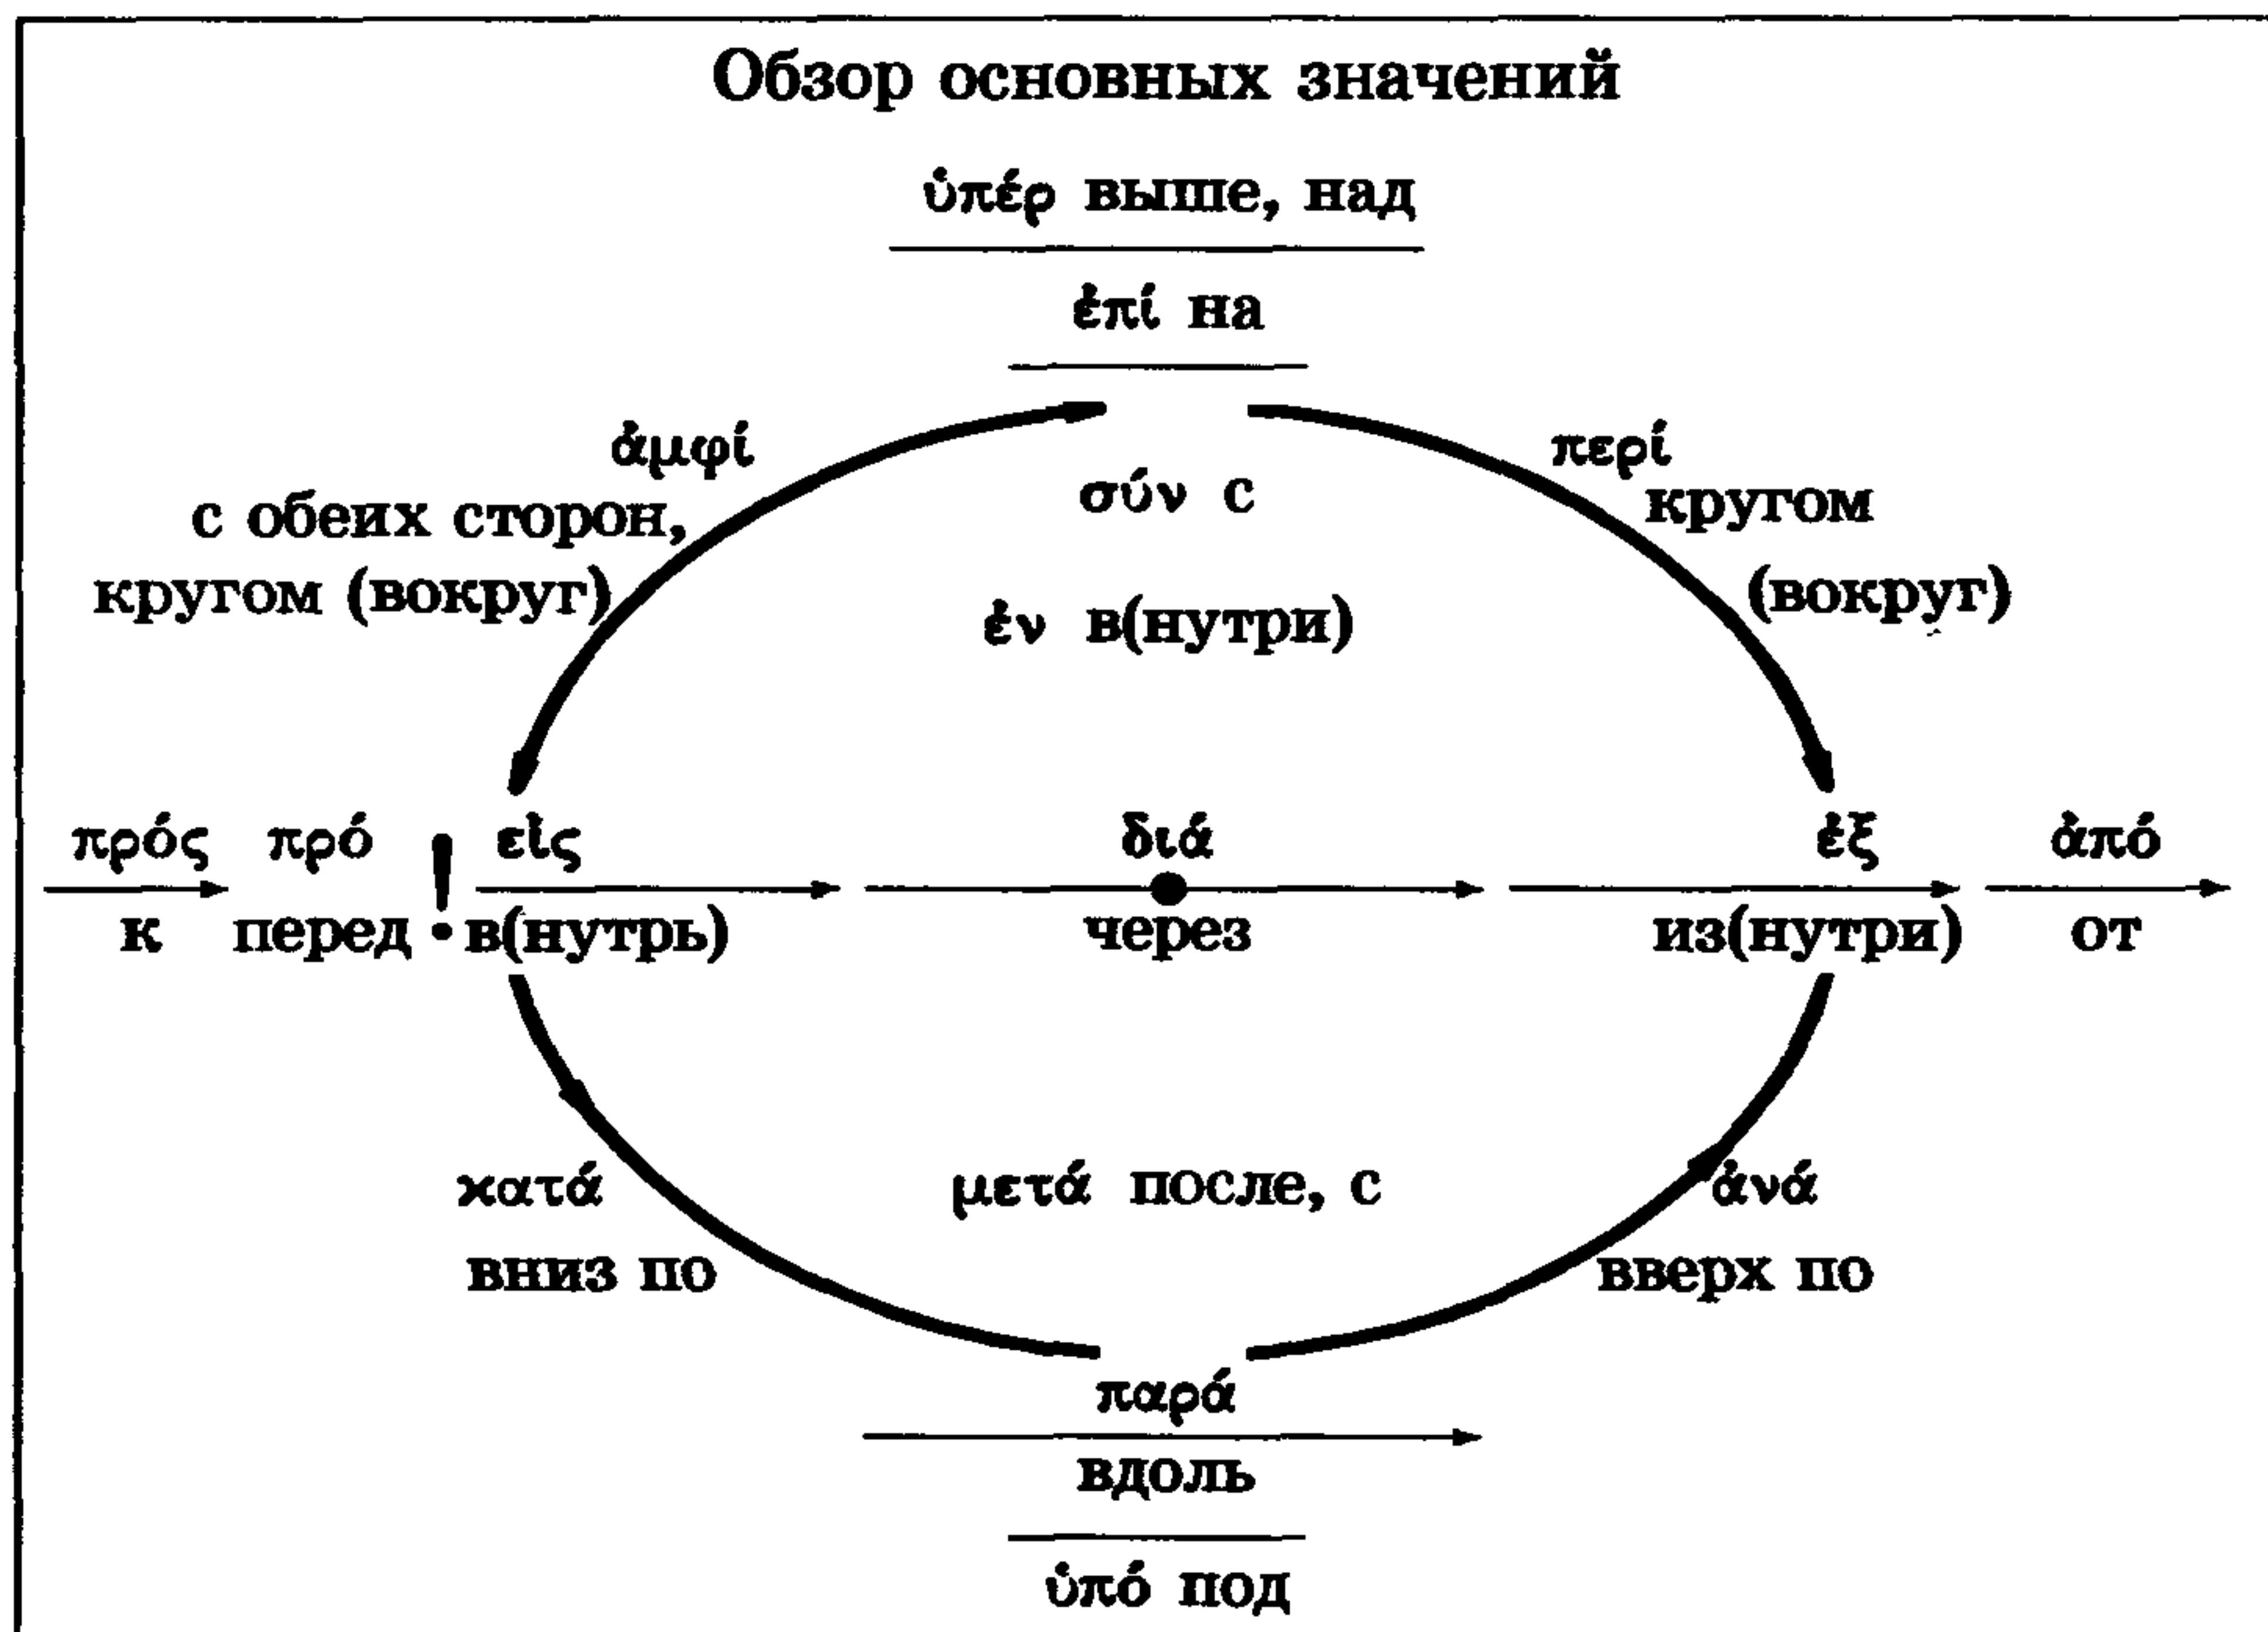 Обзор основных значений
ὑπέρ выше, над
ἐπί на
ἀμφί
περί
σύν с
с обеих сторон,
кругом
кругом (вокруг)
(вокруг)
ἐν в(нутри)
πρός πρό εἰς διά ἐξ ἀπό
к перед в(нутрь) через из(нутри) от
κατά μετά после, с ἀνά
вниз по вверх по
παρά
вдоль
ὑπό под